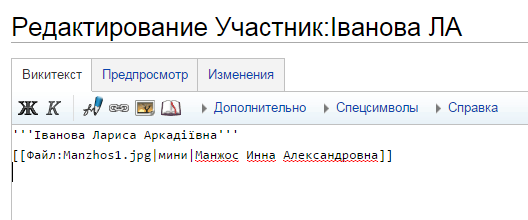 Редактирование Участник:Іванова ЛА
Викитекст Предпросмотр Изменения
Ж К Дополнительно Спецсимволы Справка
'''Іванова Лариса Аркадіївна'''
[[Файл:Manzhos1.jpg|мини|Манжос Инна Александровна]]